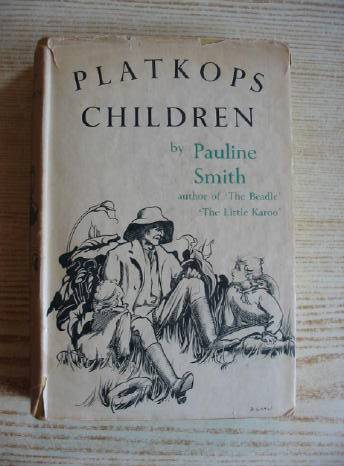 PLATKOPS
CHILDREN
by Pauline
Smith
author of 'The Beadle'
'The Little Karoo'